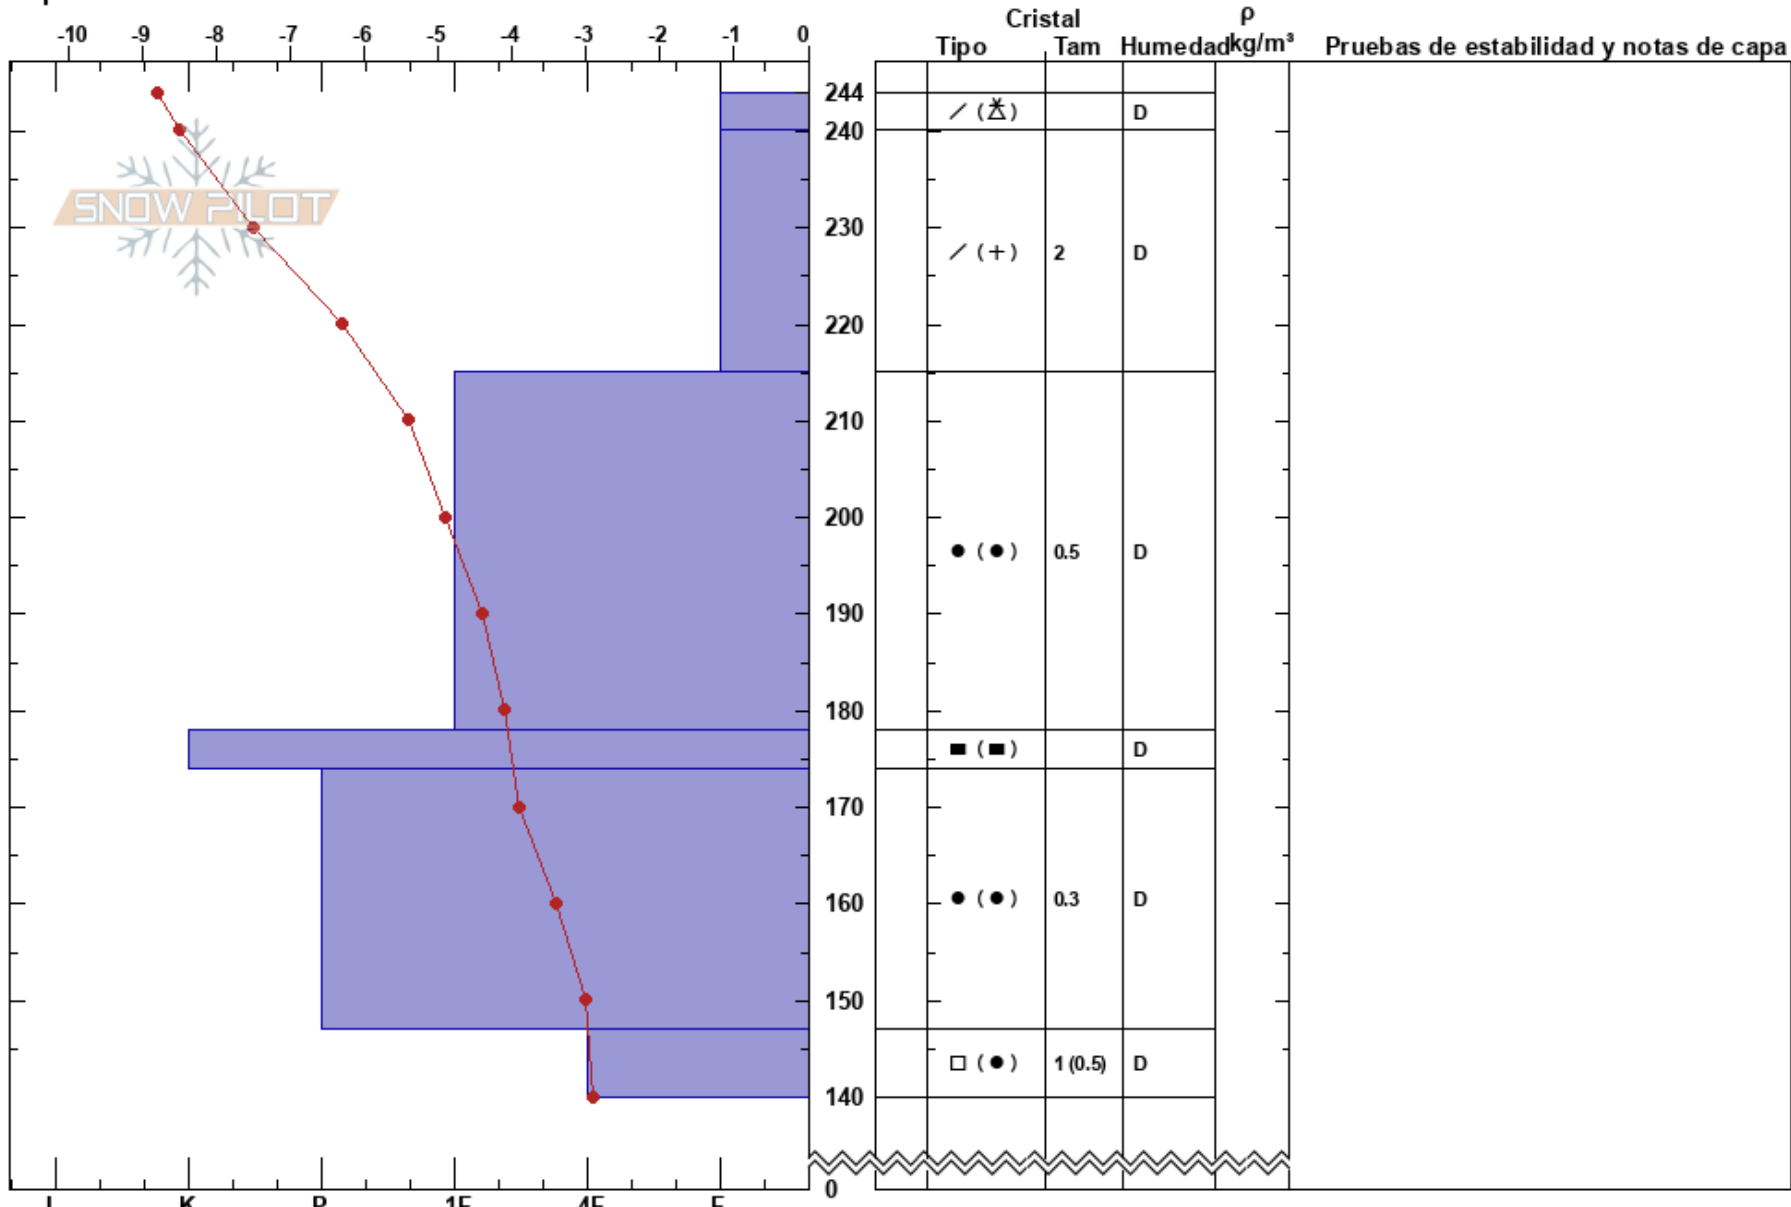 Cristal ρ
-10 -9 -8 -7 -6 -5 -4 -3 -2 -1 0 Tipo Tam Humedad kg/m³ Pruebas de estabilidad y notas de capa
244 / ( ) D
240
SNOW PILOT
230
/ (+) 2 D
220
210
200
● (●) 0.5 D
190
180
■ (■) D
170
● (●) 0.3 D
160
150
□ (●) 1 (0.5) D
140
0
K P 1F 4F F